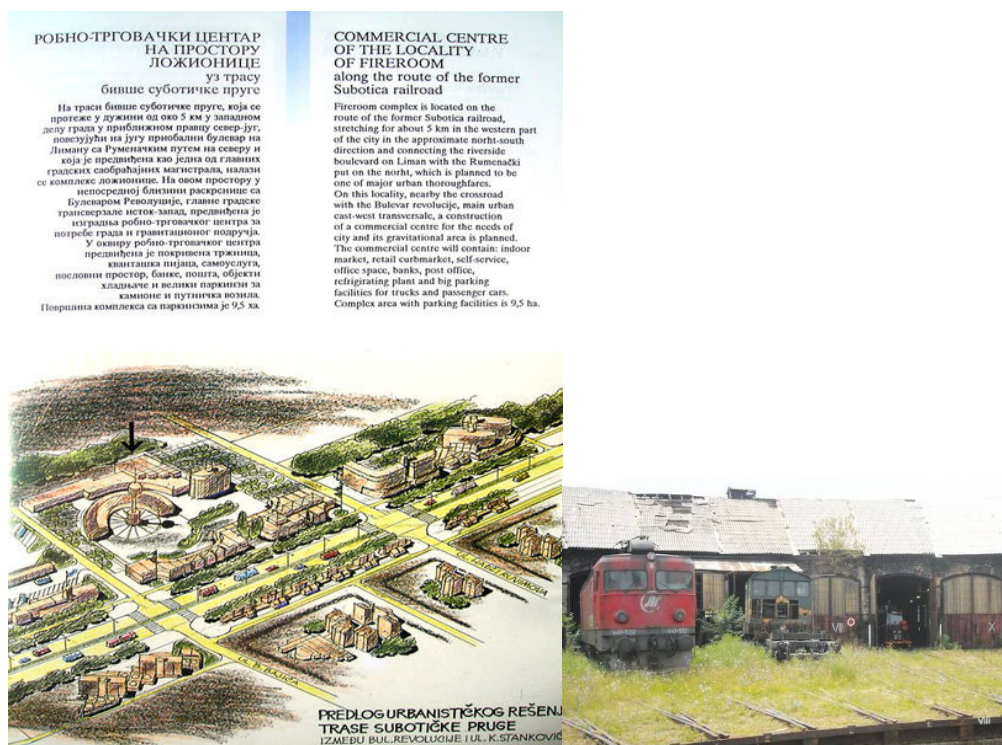 РОБНО-ТРГОВАЧКИ ЦЕНТАР
НА ПРОСТОРУ
ЛОЖИОНИЦЕ
уз трасу
бивше суботичке пруге
На траси бивше суботичке пруге, која се
протеже у дужини од око 5 км у западном
делу града у приближном правцу север-југ,
повезујући на југу приобални булевар на
Лиману са Руменачким путем на северу и
која је предвиђена као једна од главних
градских саобраћајних магистрала, налази
се комплекс ложионице. На овом простору у
непосредној близини раскрснице са
Булеваром Револуције, главне градске
трансверзале исток-запад, предвиђена је
изградња робно-трговачког центра за
потребе града и гравитационог подручја.
У оквиру робно-трговачког центра
предвиђена је покривена тржница,
кванташка пијаца, самоуслуга,
пословни простор, банке, пошта, објекти
хладњаче и велики паркинзи за
камионе и путничка возила.
Површина комплекса са паркинзима је 9,5 ха.
COMMERCIAL CENTRE
OF THE LOCALITY
OF FIREROOM
along the route of the former
Subotica railroad
Fireroom complex is located on the
route of the former Subotica railroad,
stretching for about 5 km in the western part
of the city in the approximate norht-south
direction and connecting the riverside
boulevard on Liman with the Rumenački
put on the norht, which is planned to be
one of major urban thoroughfares.
On this locality, nearby the crossroad
with the Bulevar revolucije, main urban
east-west transversale, a construction
of a commercial centre for the needs of
city and its gravitational area is planned.
The commercial centre will contain: indoor
market, retail curbmarket, self-service,
office space, banks, post office,
refrigirating plant and big parking
facilities for trucks and passenger cars.
Complex area with parking facilities is 9,5 ha.
PREDLOG URBANISTIČKOG REŠENJ
TRASE SUBOTIČKE PRUGE
IZMEĐU BUL. REVOLUCIJE I UL. K. STANKOVIĆ
VIII
X
VIII